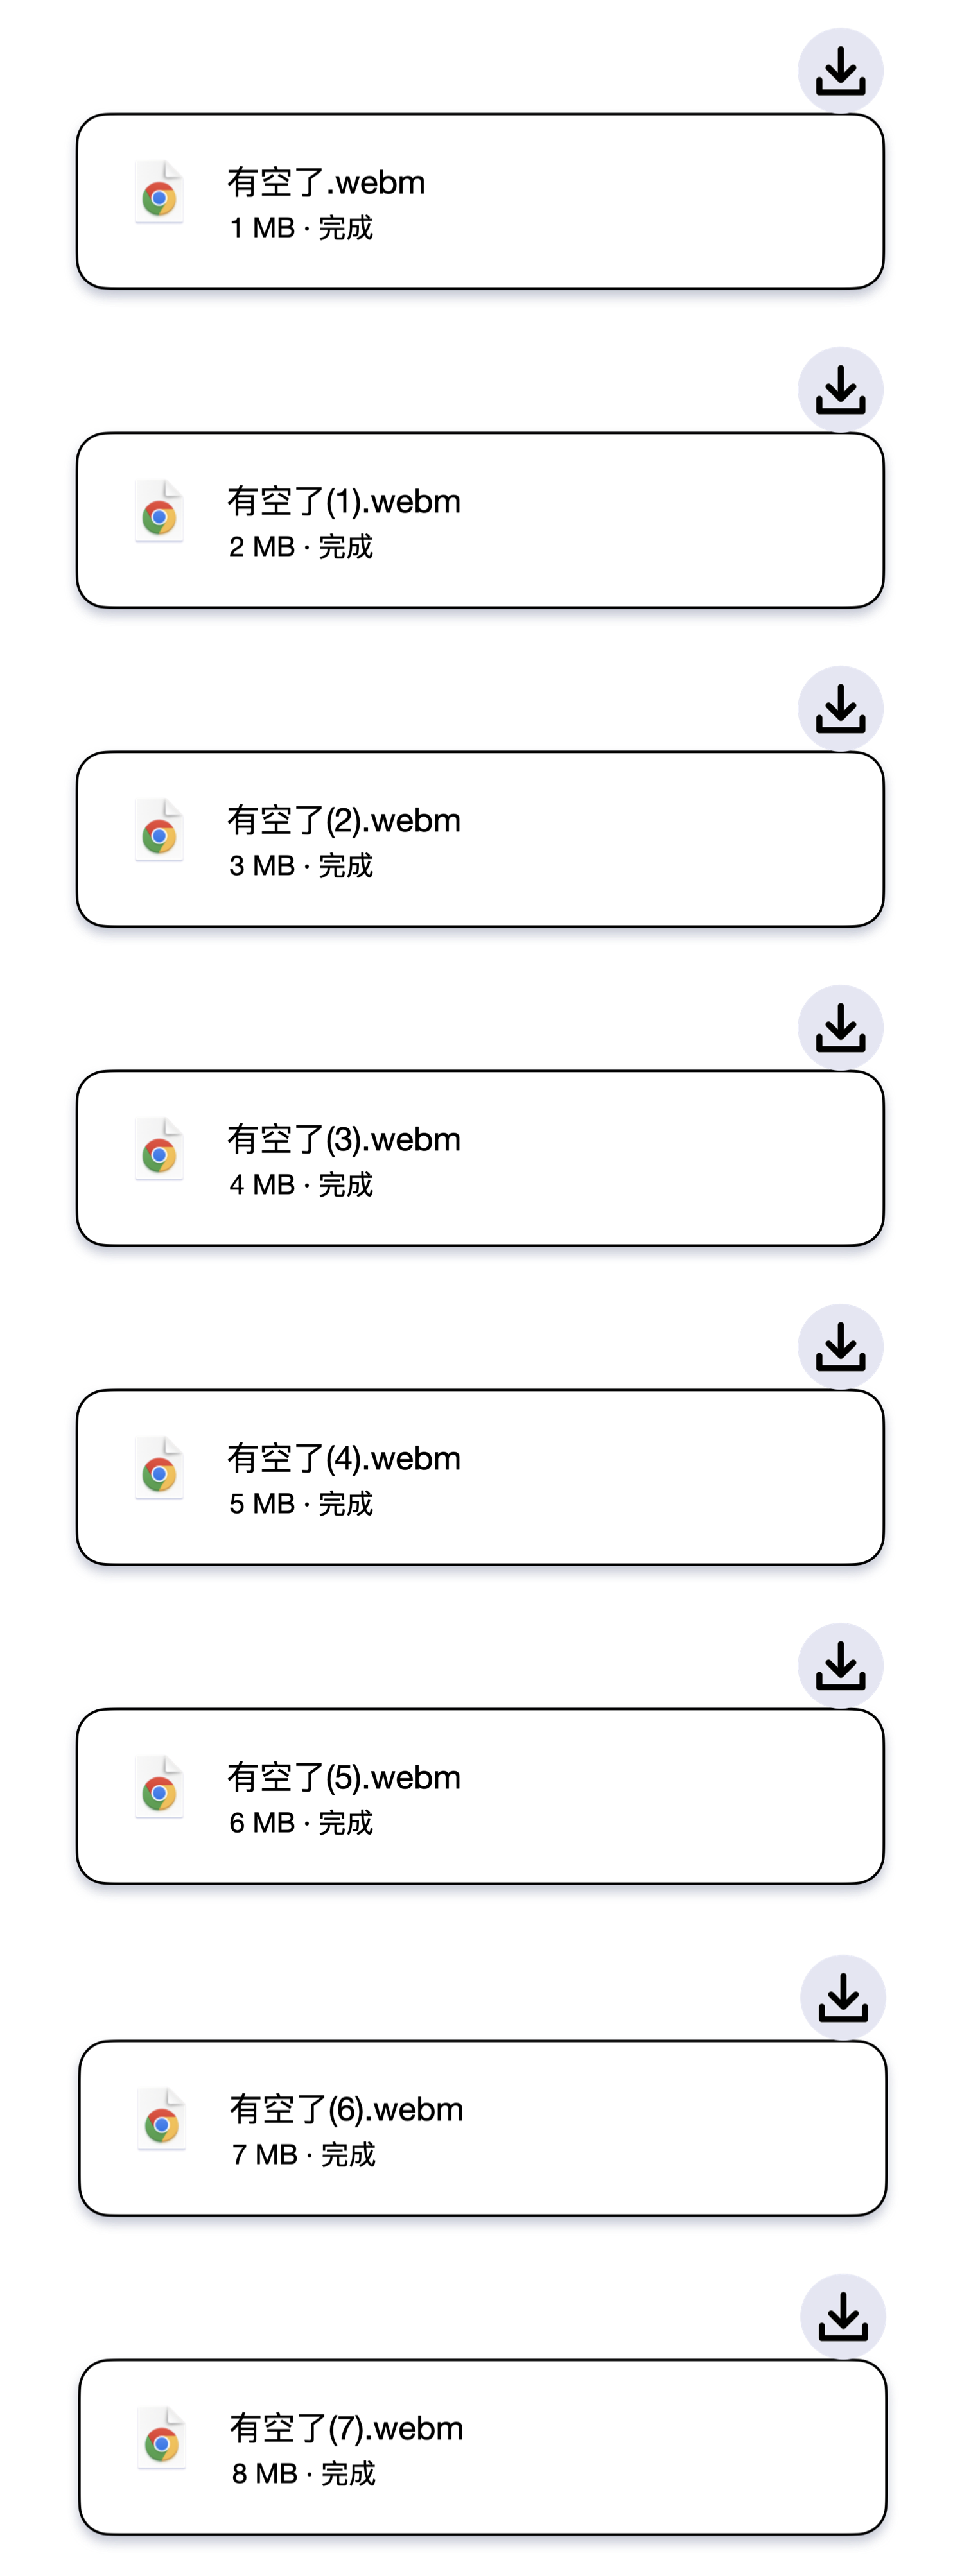 有空了.webm
1 MB · 完成
有空了(1).webm
2 MB · 完成
有空了(2).webm
3 MB · 完成
有空了(3).webm
4 MB · 完成
有空了(4).webm
5 MB · 完成
有空了(5).webm
6 MB · 完成
有空了(6).webm
7 MB · 完成
有空了(7).webm
8 MB · 完成